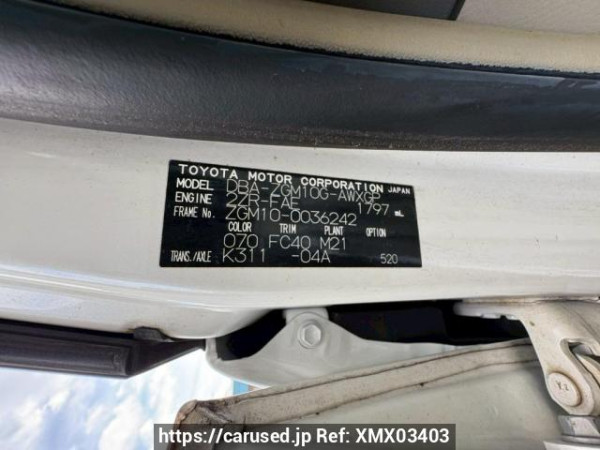 TOYOTA MOTOR CORPORATION JAPAN
MODEL DBA-ZGM10G-AWXGP
ENGINE 2ZR-FAE 1797 mL
FRAME No. ZGM10-0036242
COLOR TRIM PLANT OPTION
070 FC40 M21
TRANS./AXLE K311 -04A 520
https://carused.jp Ref: XMX03403